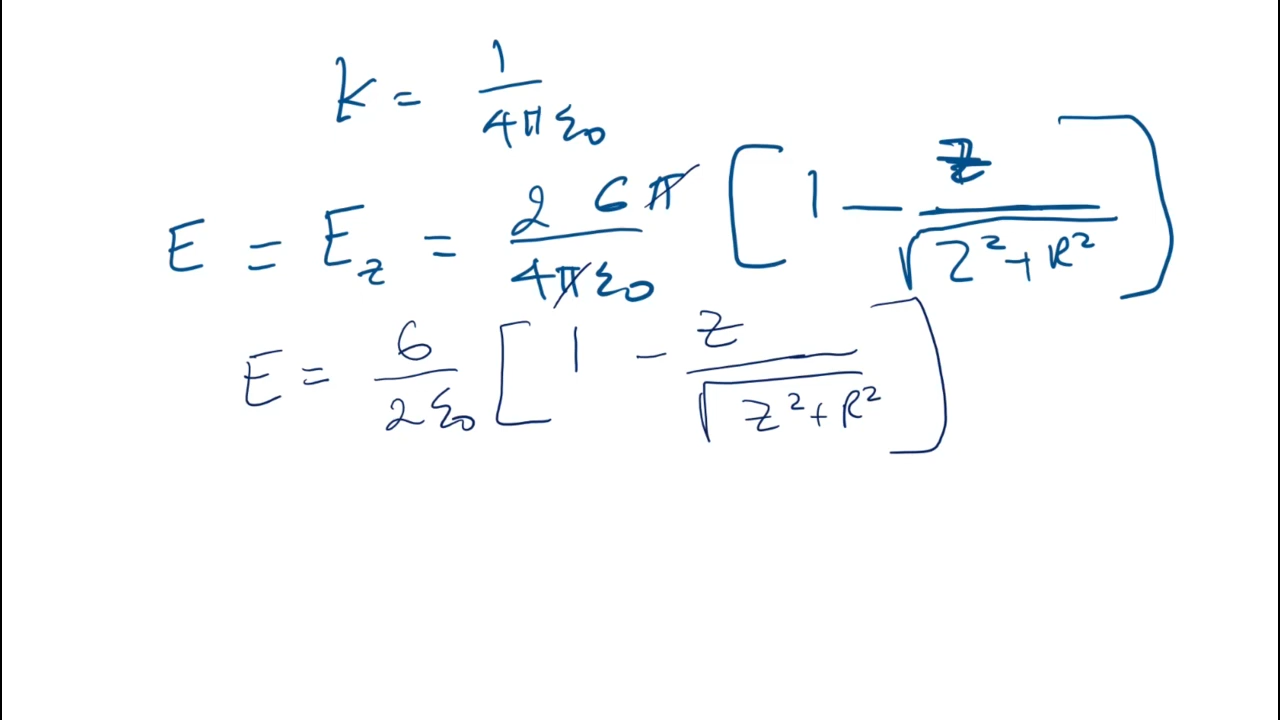 K = 1/4πε₀
E = E_z = 2σπ/4πε₀ [1 − z/√(z²+R²)]
E = σ/2ε₀ [1 − z/√(z²+R²)]